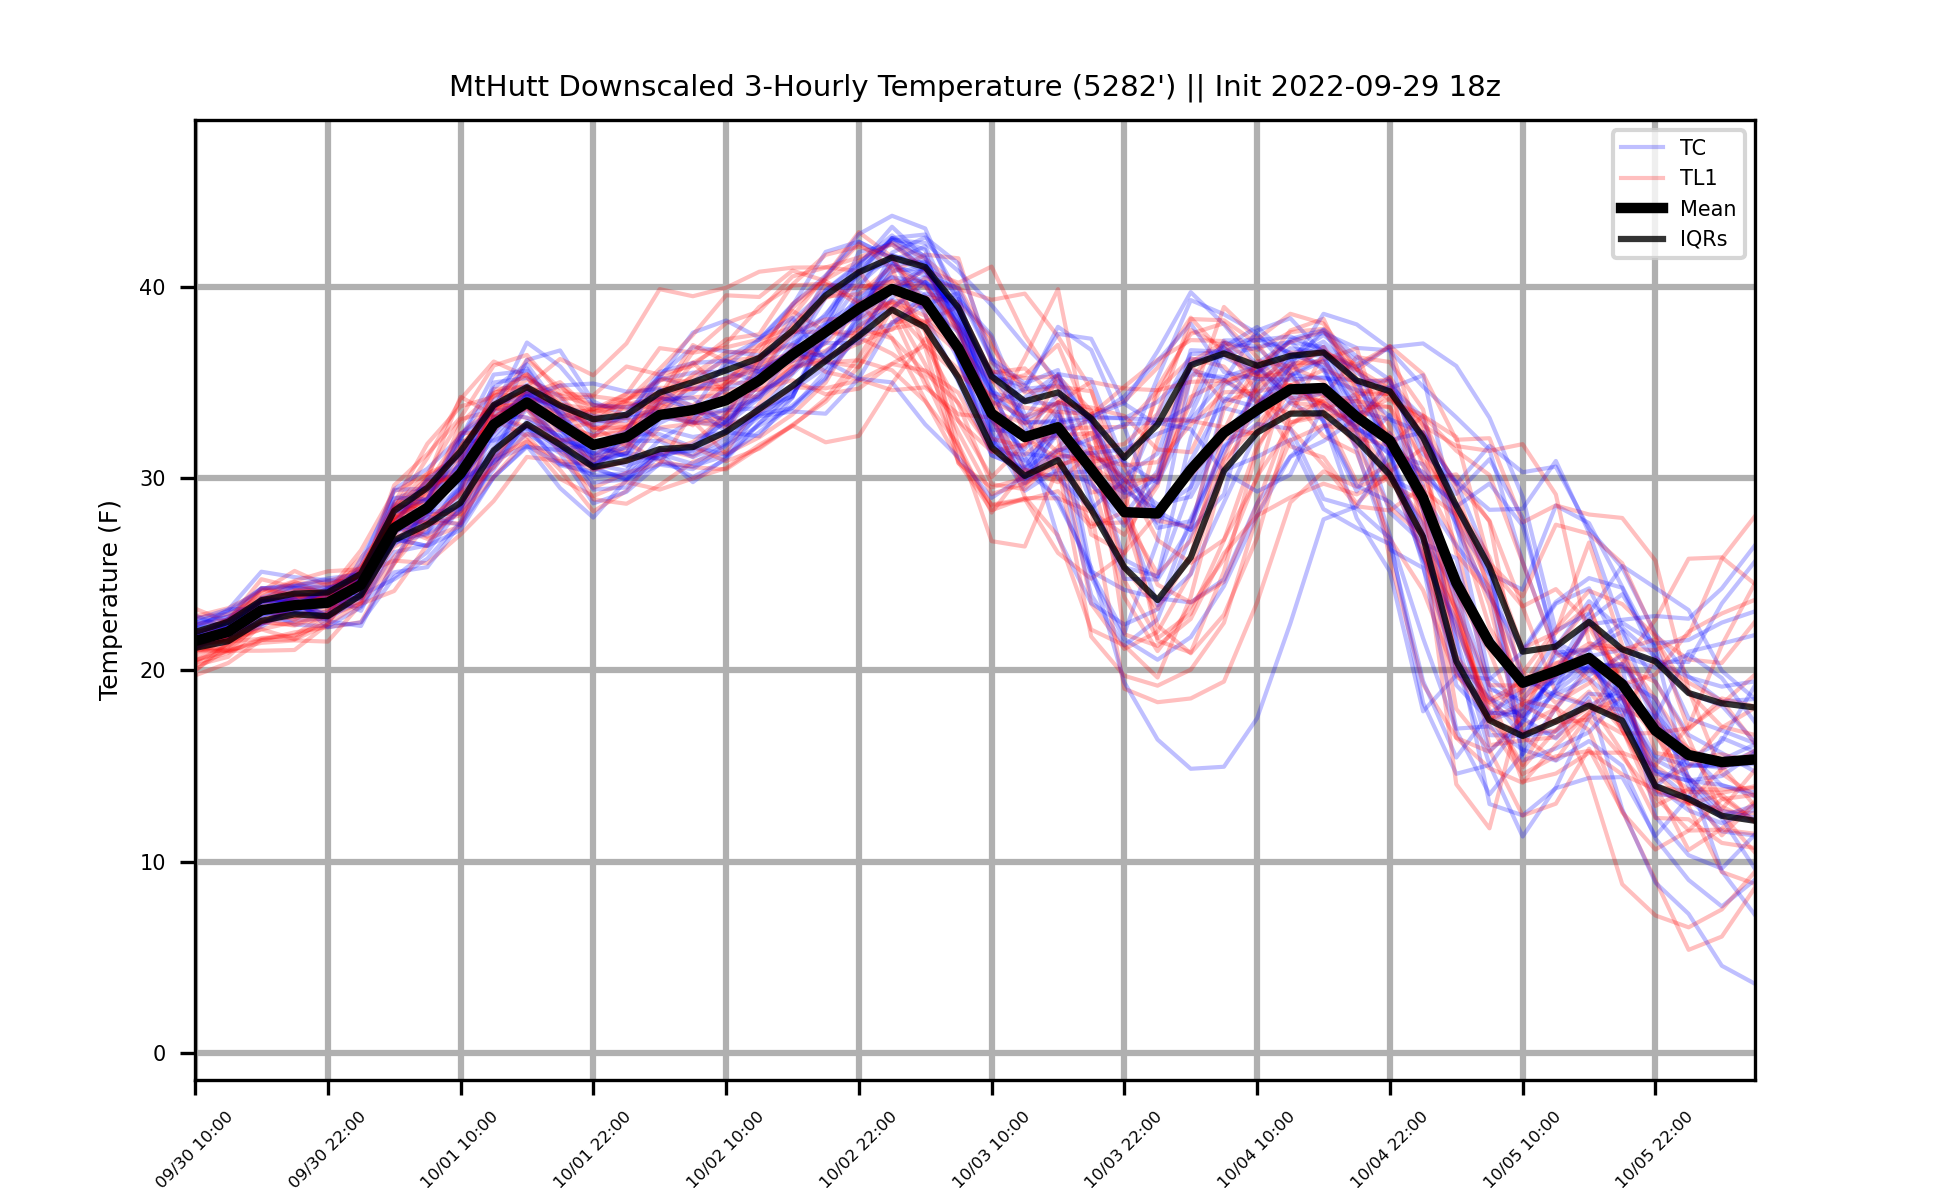 MtHutt Downscaled 3-Hourly Temperature (5282') || Init 2022-09-29 18z
TC
TL1
Mean
IQRs
Temperature (F)
40
30
20
10
0
09/30 10:00
09/30 22:00
10/01 10:00
10/01 22:00
10/02 10:00
10/02 22:00
10/03 10:00
10/03 22:00
10/04 10:00
10/04 22:00
10/05 10:00
10/05 22:00